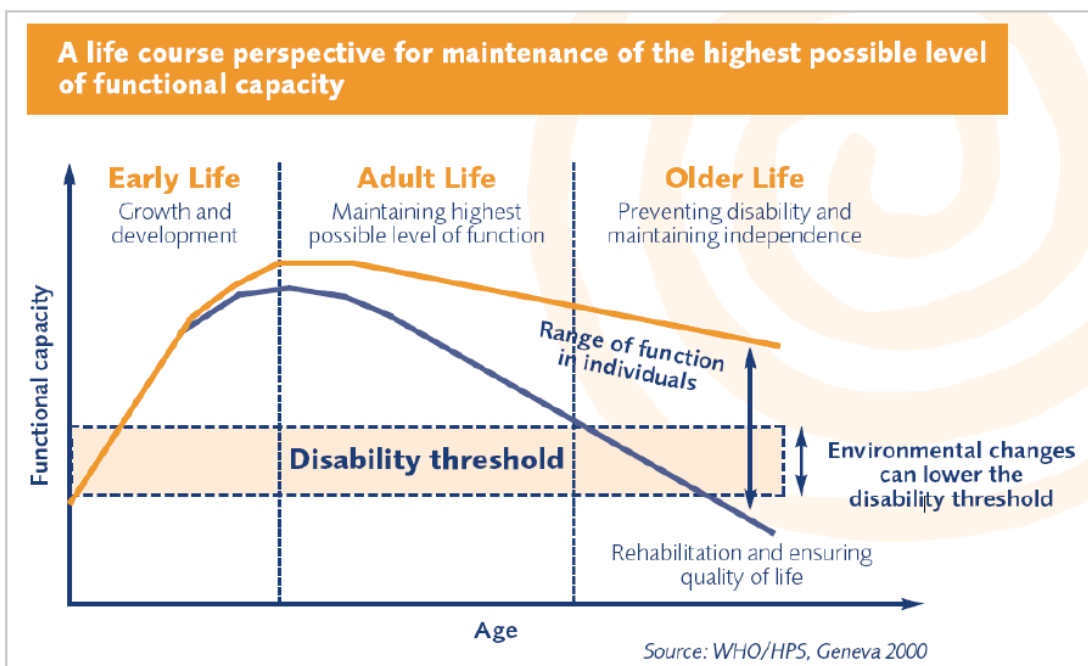 A life course perspective for maintenance of the highest possible level
of functional capacity
Early Life
Growth and
development
Adult Life
Maintaining highest
possible level of function
Older Life
Preventing disability and
maintaining independence
Functional capacity
Range of function
in individuals
Disability threshold
Environmental changes
can lower the
disability threshold
Rehabilitation and ensuring
quality of life
Age
Source: WHO/HPS, Geneva 2000